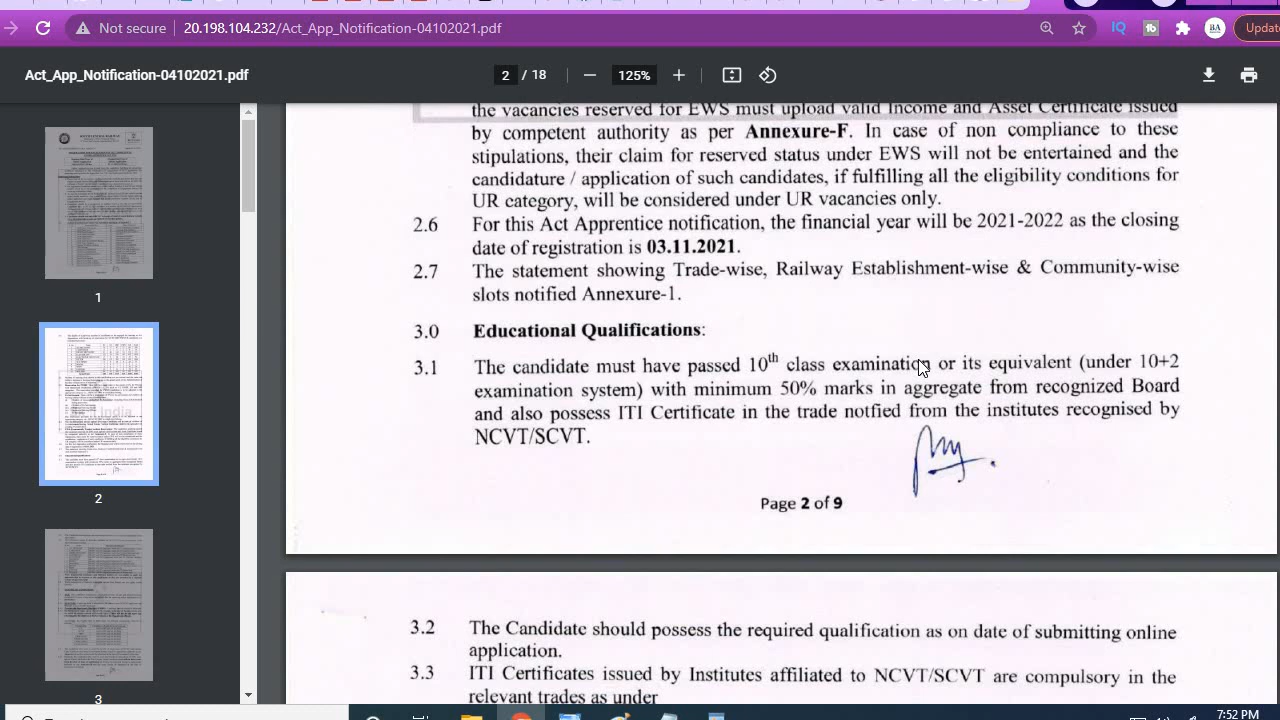 Not secure
20.198.104.232/Act_App_Notification-04102021.pdf
IQ
BA
Update
Act_App_Notification-04102021.pdf
2 / 18
125%
1
2
3
the vacancies reserved for EWS must upload valid Income and Asset Certificate issued
by competent authority as per Annexure-F. In case of non compliance to these
stipulations, their claim for reserved status under EWS will not be entertained and the
candidature / application of such candidates, if fulfilling all the eligibility conditions for
UR category, will be considered under UR vacancies only.
2.6 For this Act Apprentice notification, the financial year will be 2021-2022 as the closing
date of registration is 03.11.2021.
2.7 The statement showing Trade-wise, Railway Establishment-wise & Community-wise
slots notified Annexure-1.
3.0 Educational Qualifications:
3.1 The candidate must have passed 10th class examination or its equivalent (under 10+2
examination system) with minimum 50% marks in aggregate from recognized Board
and also possess ITI Certificate in the trade notfied from the institutes recognised by
NCVT/SCVT.
Page 2 of 9
3.2 The Candidate should possess the required qualification as on date of submitting online
application.
3.3 ITI Certificates issued by Institutes affiliated to NCVT/SCVT are compulsory in the
relevant trades as under
7:52 PM